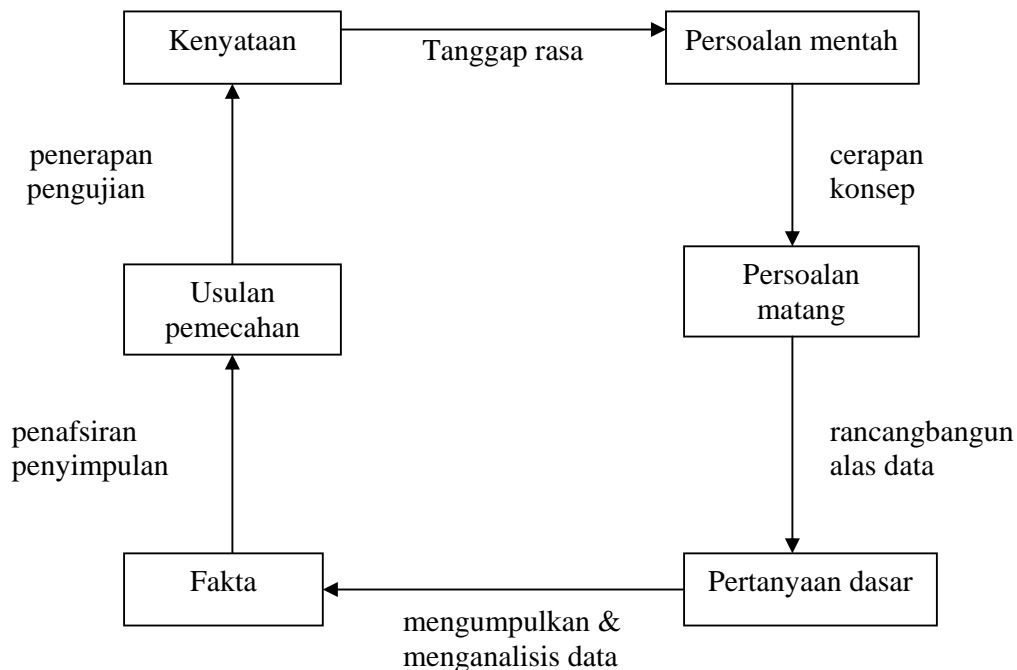 Kenyataan
Tanggap rasa
Persoalan mentah
cerapan
konsep
Persoalan
matang
rancangbangun
alas data
Pertanyaan dasar
mengumpulkan &
menganalisis data
Fakta
penafsiran
penyimpulan
Usulan
pemecahan
penerapan
pengujian